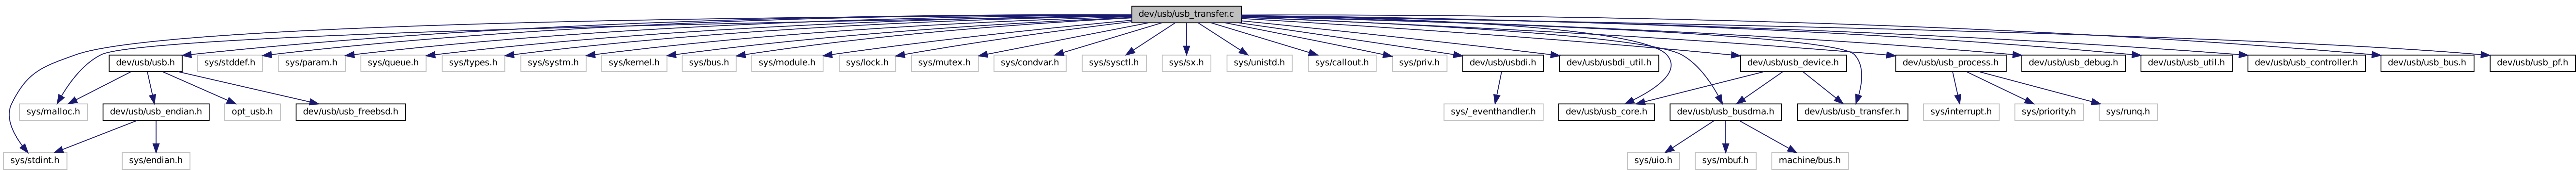 dev/usb/usb_transfer.c
dev/usb/usb.h
sys/stddef.h
sys/param.h
sys/queue.h
sys/types.h
sys/systm.h
sys/kernel.h
sys/bus.h
sys/module.h
sys/lock.h
sys/mutex.h
sys/condvar.h
sys/sysctl.h
sys/sx.h
sys/unistd.h
sys/callout.h
sys/priv.h
dev/usb/usbdi.h
dev/usb/usbdi_util.h
dev/usb/usb_device.h
dev/usb/usb_process.h
dev/usb/usb_debug.h
dev/usb/usb_util.h
dev/usb/usb_controller.h
dev/usb/usb_bus.h
dev/usb/usb_pf.h
sys/malloc.h
dev/usb/usb_endian.h
opt_usb.h
dev/usb/usb_freebsd.h
sys/_eventhandler.h
dev/usb/usb_core.h
dev/usb/usb_busdma.h
dev/usb/usb_transfer.h
sys/interrupt.h
sys/priority.h
sys/runq.h
sys/stdint.h
sys/endian.h
sys/uio.h
sys/mbuf.h
machine/bus.h